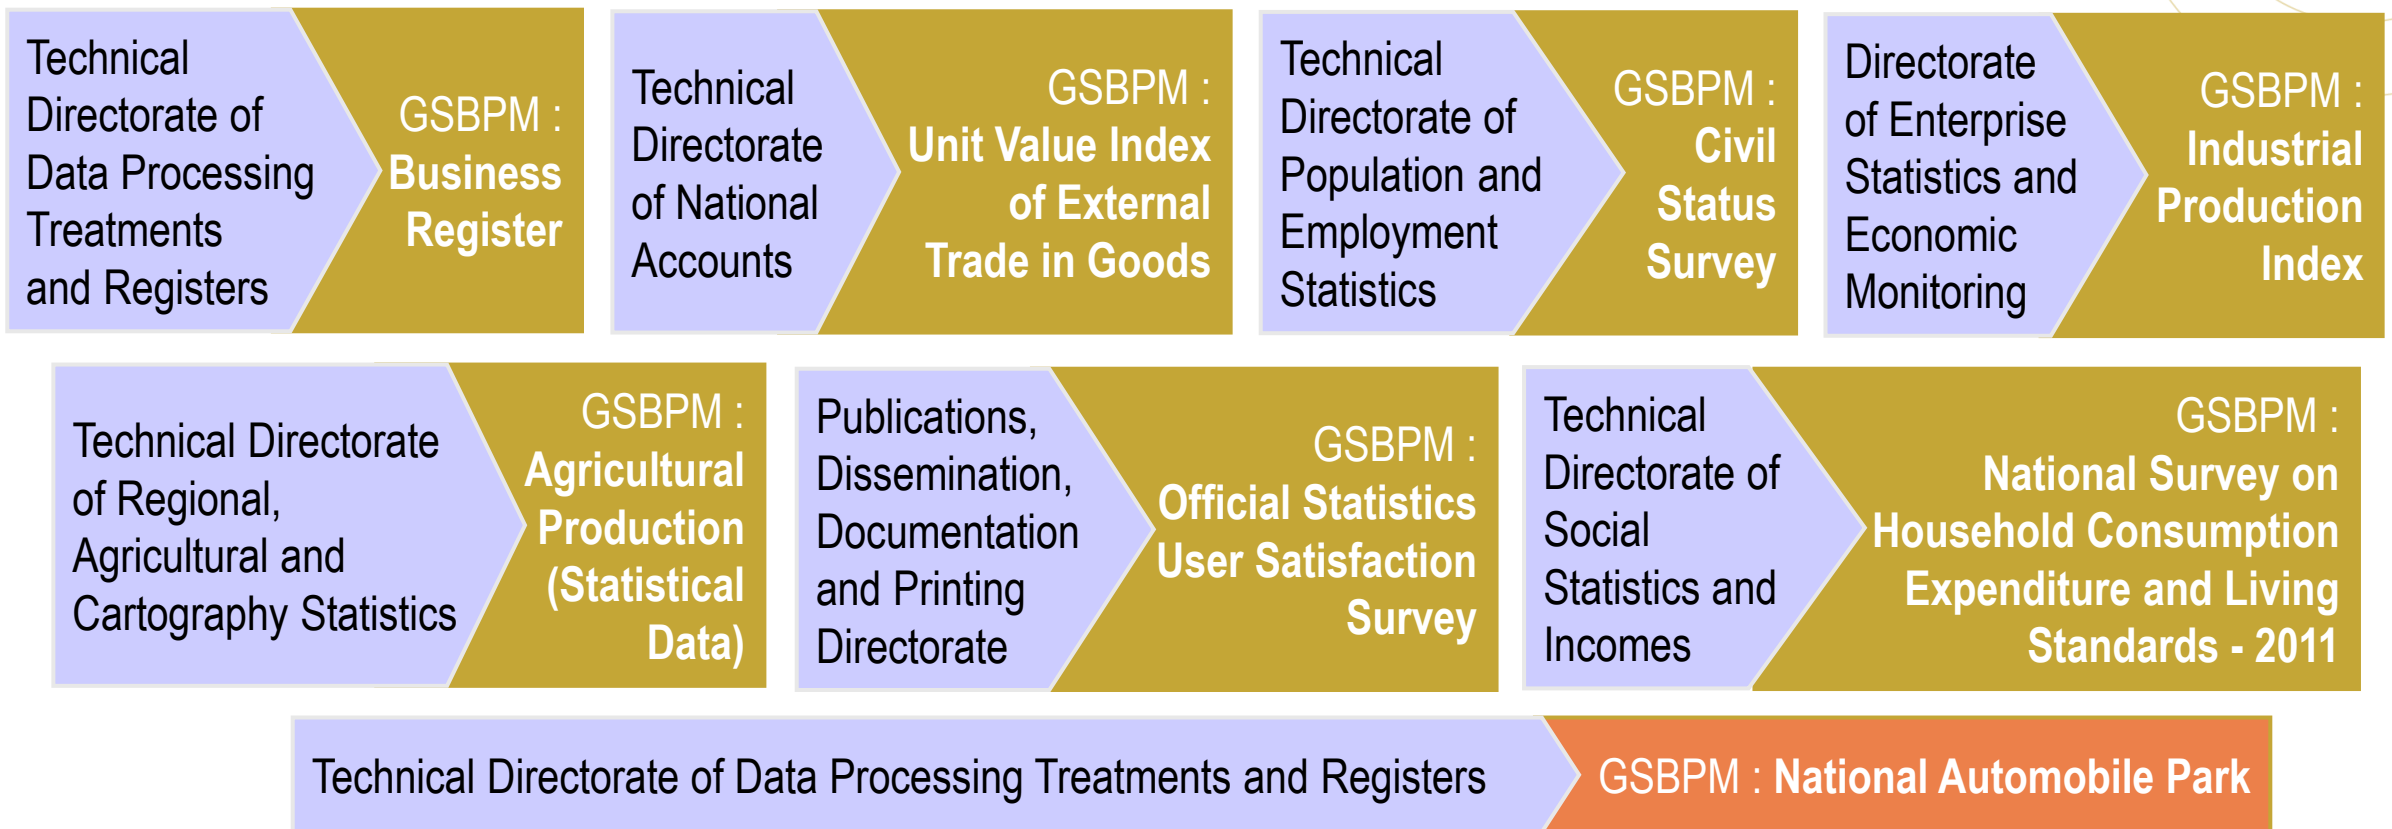 Technical
Directorate of
Data Processing
Treatments
and Registers
GSBPM :
Business
Register
Technical
Directorate
of National
Accounts
GSBPM :
Unit Value Index
of External
Trade in Goods
Technical
Directorate of
Population and
Employment
Statistics
GSBPM :
Civil
Status
Survey
Directorate
of Enterprise
Statistics and
Economic
Monitoring
GSBPM :
Industrial
Production
Index
Technical Directorate
of Regional,
Agricultural and
Cartography Statistics
GSBPM :
Agricultural
Production
(Statistical
Data)
Publications,
Dissemination,
Documentation
and Printing
Directorate
GSBPM :
Official Statistics
User Satisfaction
Survey
Technical
Directorate of
Social
Statistics and
Incomes
GSBPM :
National Survey on
Household Consumption
Expenditure and Living
Standards - 2011
Technical Directorate of Data Processing Treatments and Registers
GSBPM : National Automobile Park